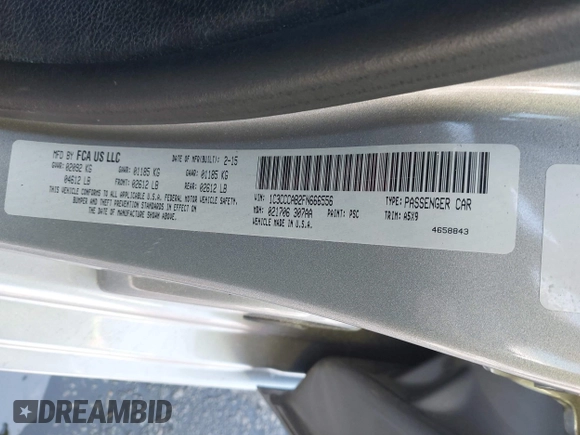 MFD BY FCA US LLC DATE OF MFR(BUILT): 2-15
GVWR: 02092 KG GAWR: 01185 KG GAWR: 01185 KG
04612 LB FRONT: 02612 LB REAR: 02612 LB
THIS VEHICLE CONFORMS TO ALL APPLICABLE U.S.A. FEDERAL MOTOR VEHICLE SAFETY,
BUMPER AND THEFT PREVENTION STANDARDS IN EFFECT ON
THE DATE OF MANUFACTURE SHOWN ABOVE.
VIN: 1C3CCCAB2FN666556 TYPE: PASSENGER CAR
MDH: 021706 307AA PAINT: PSC TRIM: A5X9
VEHICLE MADE IN U.S.A.
4658843
DREAMBID